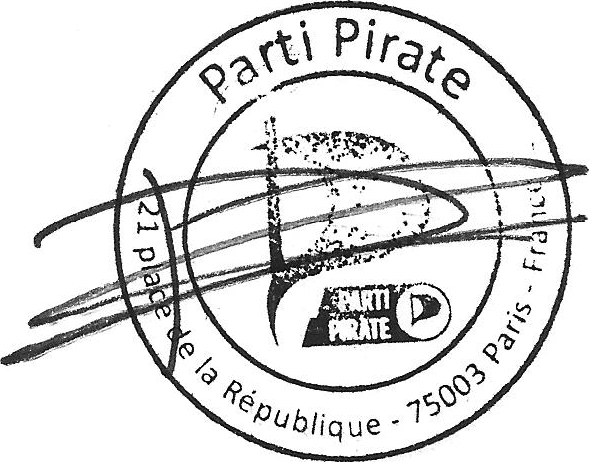 Parti Pirate
PARTI
PIRATE
21 place de la République - 75003 Paris - France